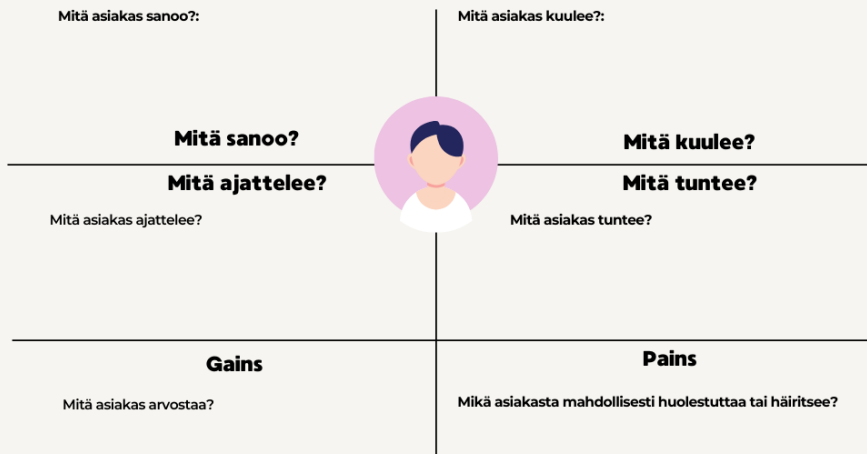 Mitä asiakas sanoo?:
Mitä asiakas kuulee?:
Mitä sanoo?
Mitä kuulee?
Mitä ajattelee?
Mitä tuntee?
Mitä asiakas ajattelee?
Mitä asiakas tuntee?
Gains
Pains
Mitä asiakas arvostaa?
Mikä asiakasta mahdollisesti huolestuttaa tai häiritsee?